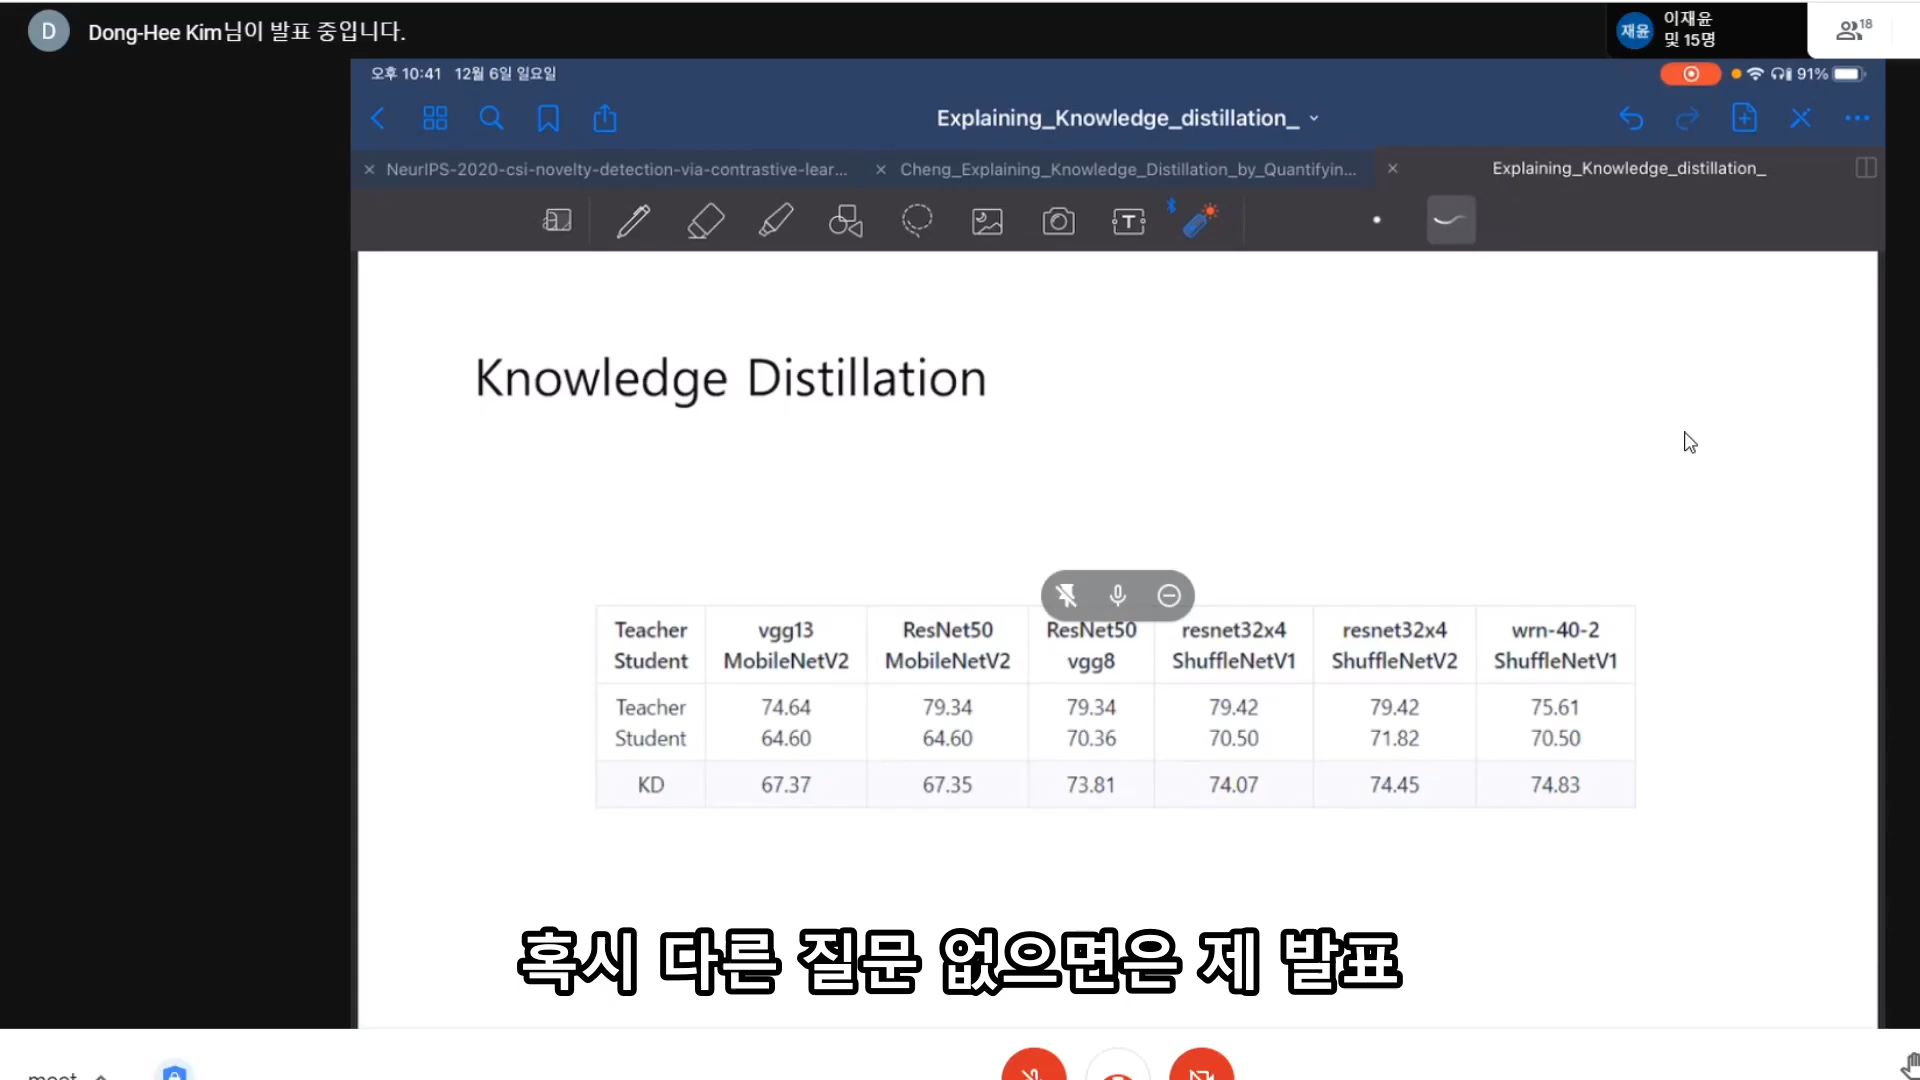 D Dong-Hee Kim님이 발표 중입니다.
재윤 이재윤
및 15명
18
오후 10:41 12월 6일 일요일
91%
Explaining_Knowledge_distillation_
NeurIPS-2020-csi-novelty-detection-via-contrastive-lear...
Cheng_Explaining_Knowledge_Distillation_by_Quantifyin...
Explaining_Knowledge_distillation_
T
Knowledge Distillation
Teacher vgg13 ResNet50 ResNet50 resnet32x4 resnet32x4 wrn-40-2
Student MobileNetV2 MobileNetV2 vgg8 ShuffleNetV1 ShuffleNetV2 ShuffleNetV1
Teacher 74.64 79.34 79.34 79.42 79.42 75.61
Student 64.60 64.60 70.36 70.50 71.82 70.50
KD 67.37 67.35 73.81 74.07 74.45 74.83
혹시 다른 질문 없으면은 제 발표